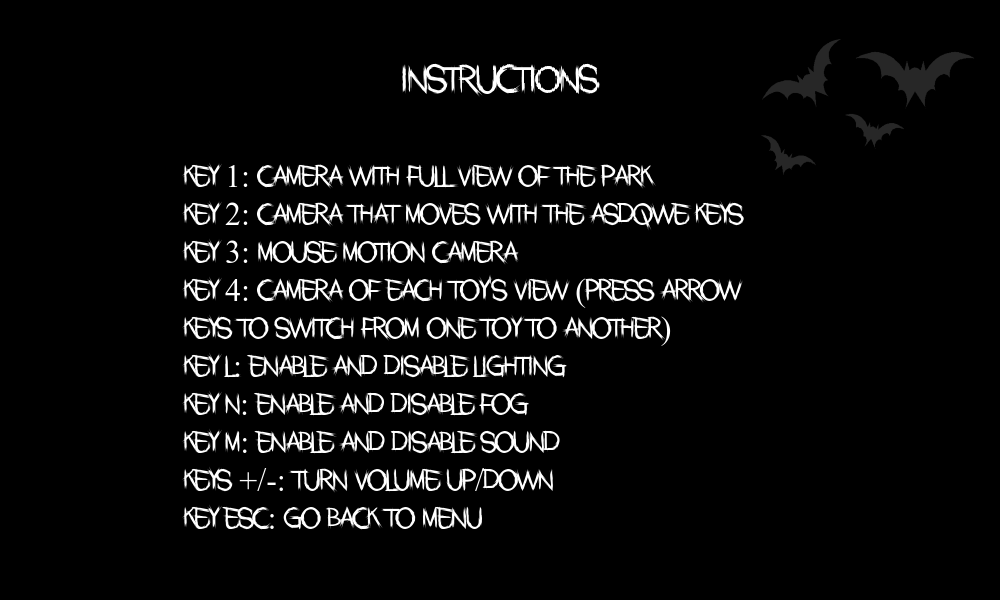 INSTRUCTIONS
KEY 1: CAMERA WITH FULL VIEW OF THE PARK
KEY 2: CAMERA THAT MOVES WITH THE ASDQWE KEYS
KEY 3: MOUSE MOTION CAMERA
KEY 4: CAMERA OF EACH TOY'S VIEW (PRESS ARROW
KEYS TO SWITCH FROM ONE TOY TO ANOTHER)
KEY L: ENABLE AND DISABLE LIGHTING
KEY N: ENABLE AND DISABLE FOG
KEY M: ENABLE AND DISABLE SOUND
KEYS +/-: TURN VOLUME UP/DOWN
KEY ESC: GO BACK TO MENU